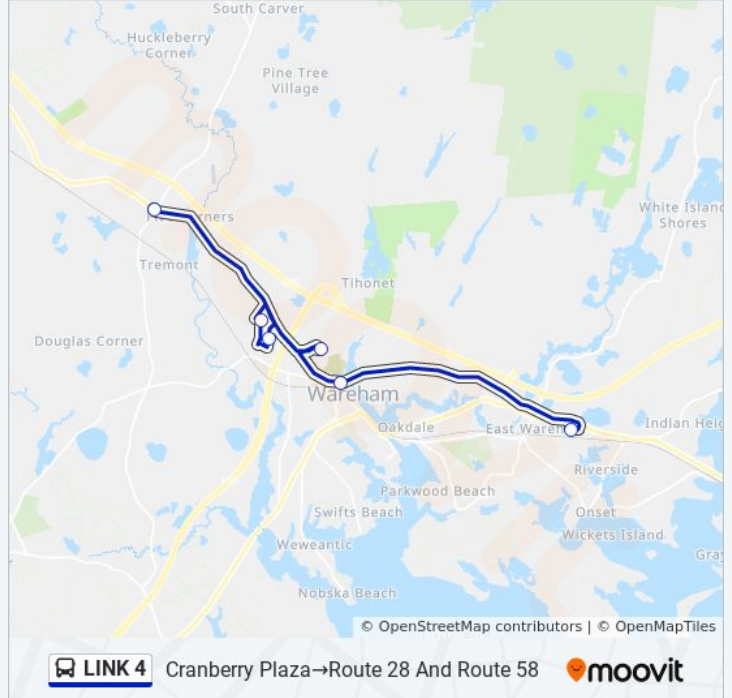 South Carver
Huckleberry
Corner
Pine Tree
Village
White Island
Shores
Tremont
Tihonet
Douglas Corner
Wareham
Oakdale
East Wareh
Indian Heig
Riverside
Parkwood Beach
Swifts Beach
Onset
Wickets Island
Weweantic
Gray
Nobska Beach
© OpenStreetMap contributors | © OpenMapTiles
LINK 4 Cranberry Plaza→Route 28 And Route 58 moovit